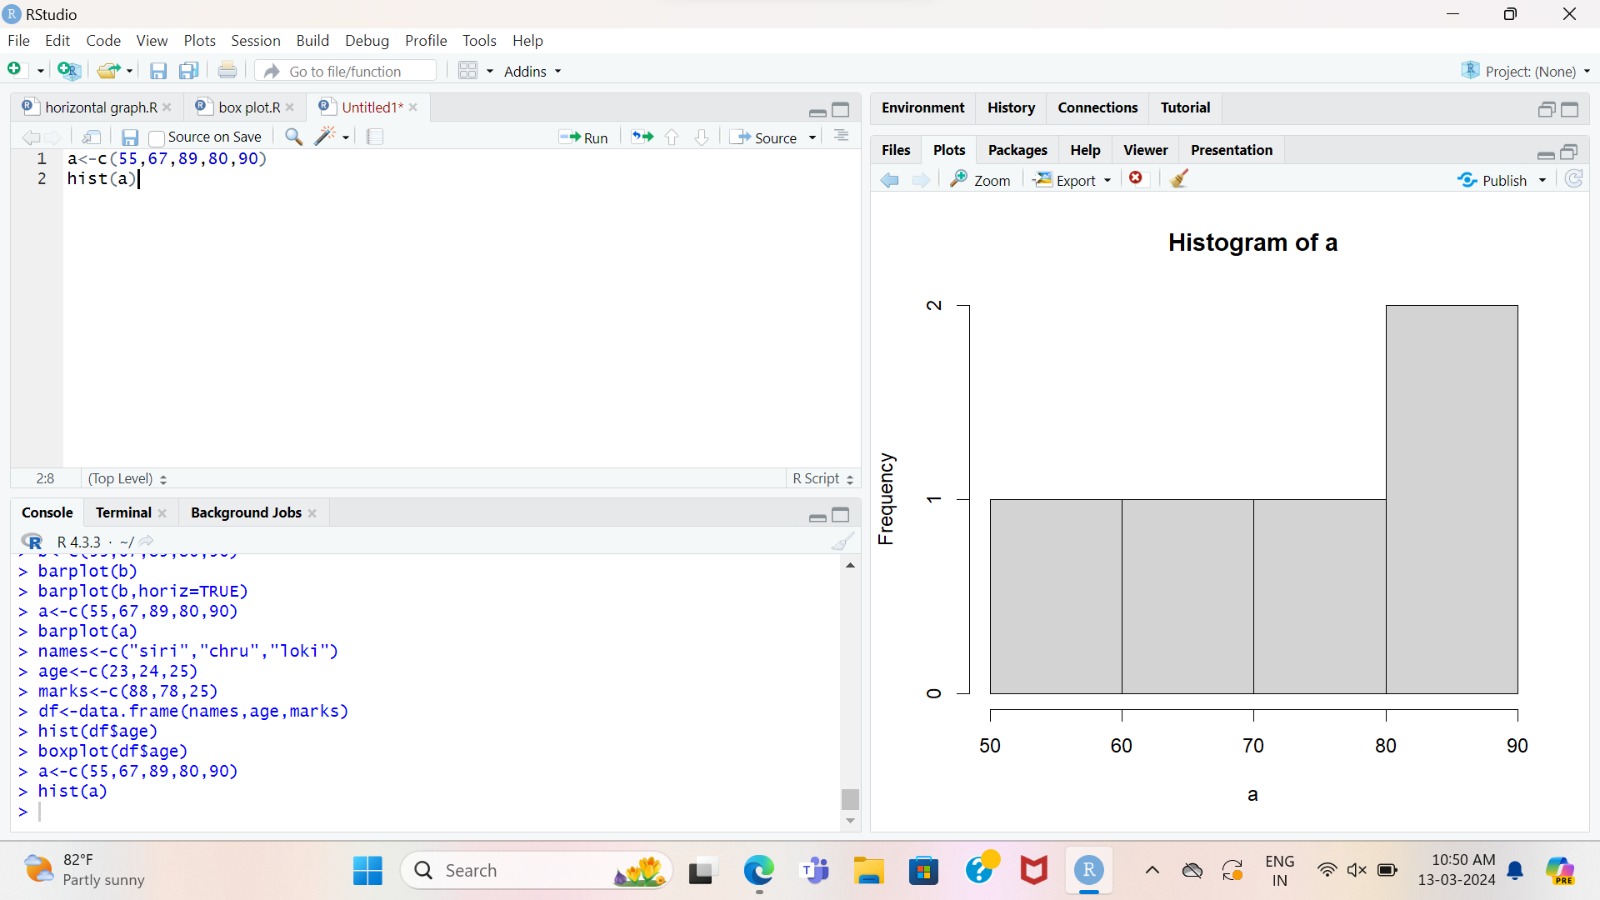 RStudio
File Edit Code View Plots Session Build Debug Profile Tools Help
Go to file/function Addins Project: (None)
horizontal graph.R box plot.R Untitled1*
Source on Save Run Source
1 a<-c(55,67,89,80,90)
2 hist(a)
2:8 (Top Level) R Script
Console Terminal Background Jobs
R 4.3.3 · ~/
> barplot(b)
> barplot(b,horiz=TRUE)
> a<-c(55,67,89,80,90)
> barplot(a)
> names<-c("siri","chru","loki")
> age<-c(23,24,25)
> marks<-c(88,78,25)
> df<-data.frame(names,age,marks)
> hist(df$age)
> boxplot(df$age)
> a<-c(55,67,89,80,90)
> hist(a)
>
Environment History Connections Tutorial
Files Plots Packages Help Viewer Presentation
Zoom Export Publish
Histogram of a
Frequency
2
1
0
50 60 70 80 90
a
82°F
Partly sunny
Search
ENG
IN
10:50 AM
13-03-2024
PRE